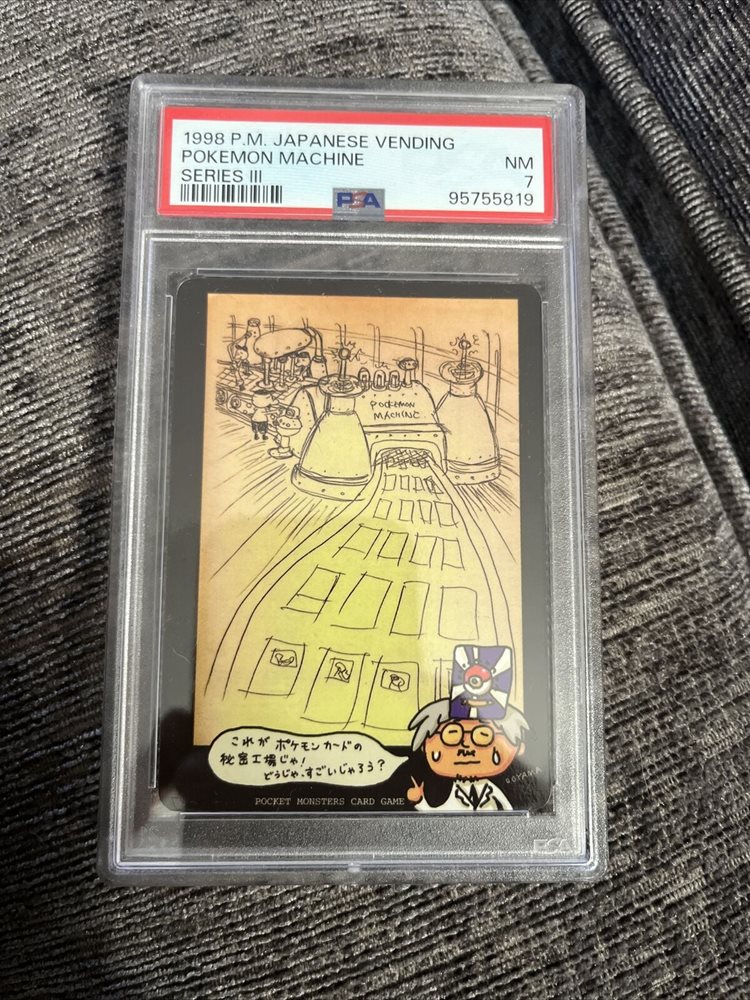 1998 P.M. JAPANESE VENDING
POKEMON MACHINE NM
SERIES III 7
PSA 95755819
POCKEMON
MACHINE
これが ポケモンカードの
秘密工場じゃ!
どうじゃ、すごいじゃろう?
OOYAMA
POCKET MONSTERS CARD GAME
PSA